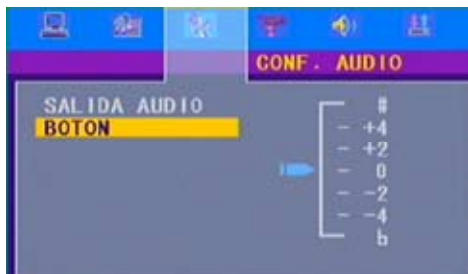 CONF. AUDIO
SALIDA AUDIO
BOTON
#
- +4
- +2
- 0
- -2
- -4
b